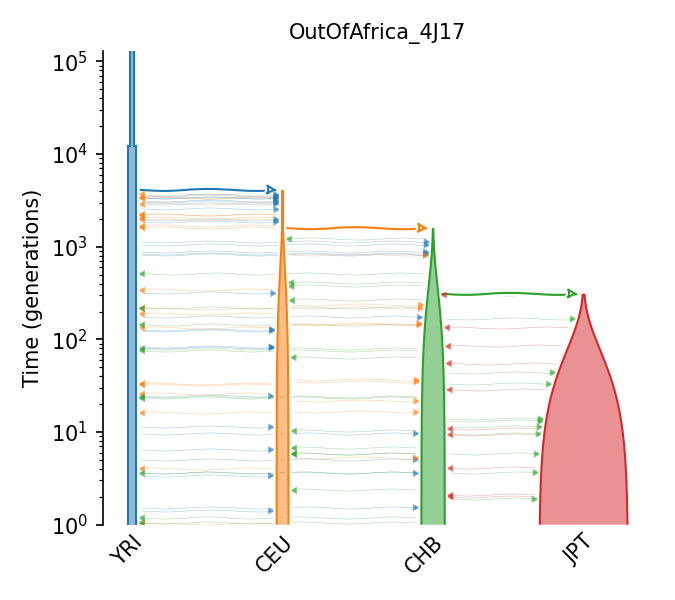 OutOfAfrica_4J17
Time (generations)
10^5
10^4
10^3
10^2
10^1
10^0
YRI
CEU
CHB
JPT